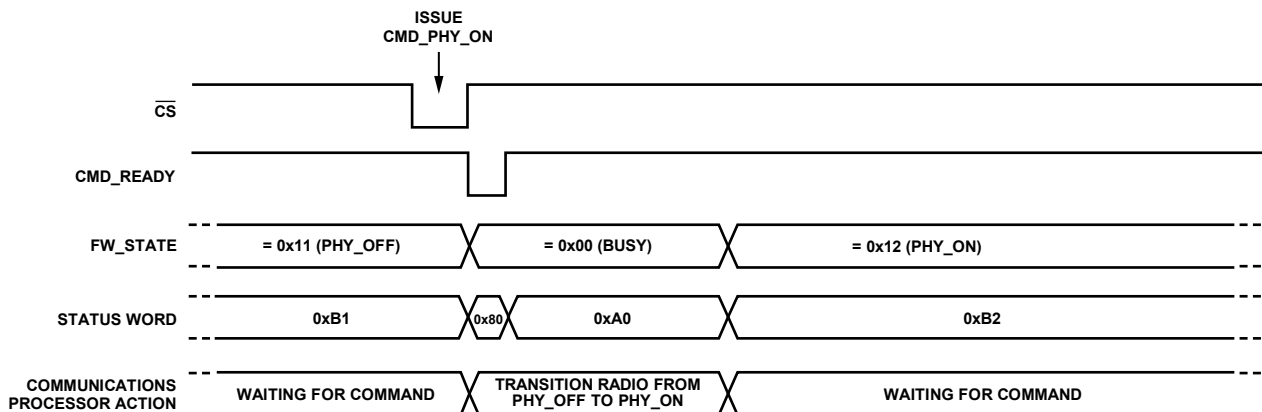 ISSUE
CMD_PHY_ON
CS
CMD_READY
FW_STATE = 0x11 (PHY_OFF) = 0x00 (BUSY) = 0x12 (PHY_ON)
STATUS WORD 0xB1 0x80 0xA0 0xB2
COMMUNICATIONS
PROCESSOR ACTION
WAITING FOR COMMAND
TRANSITION RADIO FROM
PHY_OFF TO PHY_ON
WAITING FOR COMMAND